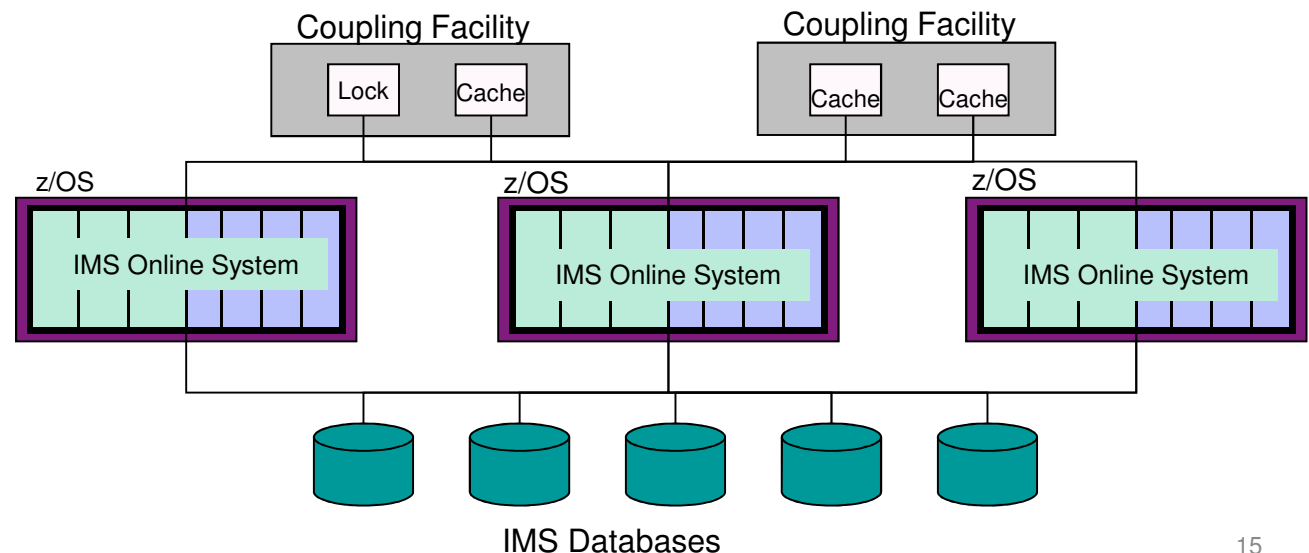 Coupling Facility
Coupling Facility
Lock
Cache
Cache
Cache
z/OS
z/OS
z/OS
IMS Online System
IMS Online System
IMS Online System
IMS Databases
15